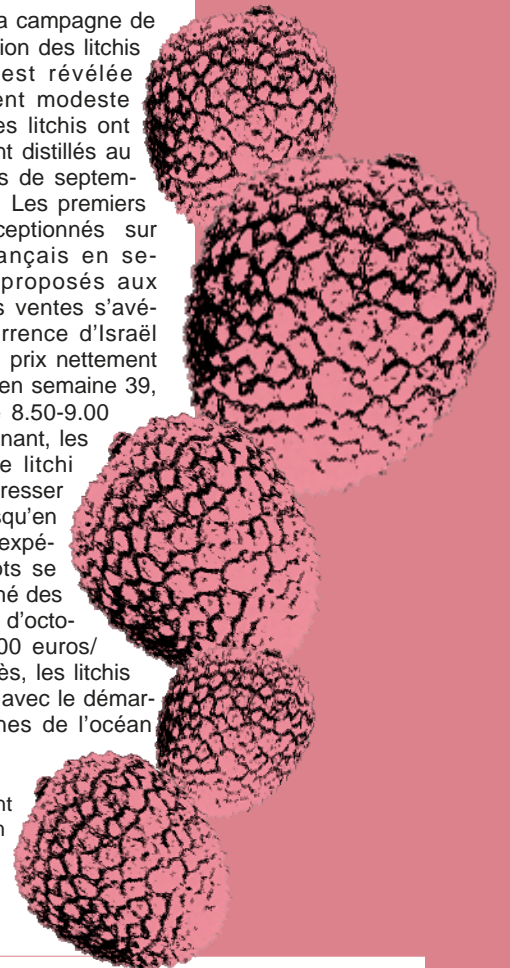 a campagne de
ion des litchis
est révélée
ent modeste
es litchis ont
nt distillés au
s de septem-
Les premiers
ceptionnés sur
ançais en se-
proposés aux
s ventes s'avé-
rrence d'Israël
prix nettement
en semaine 39,
8.50-9.00
nant, les
e litchi
resser
squ'en
expé-
ots se
né des
d'octo-
00 euros/
ès, les litchis
avec le démar-
nes de l'océan
nt
n